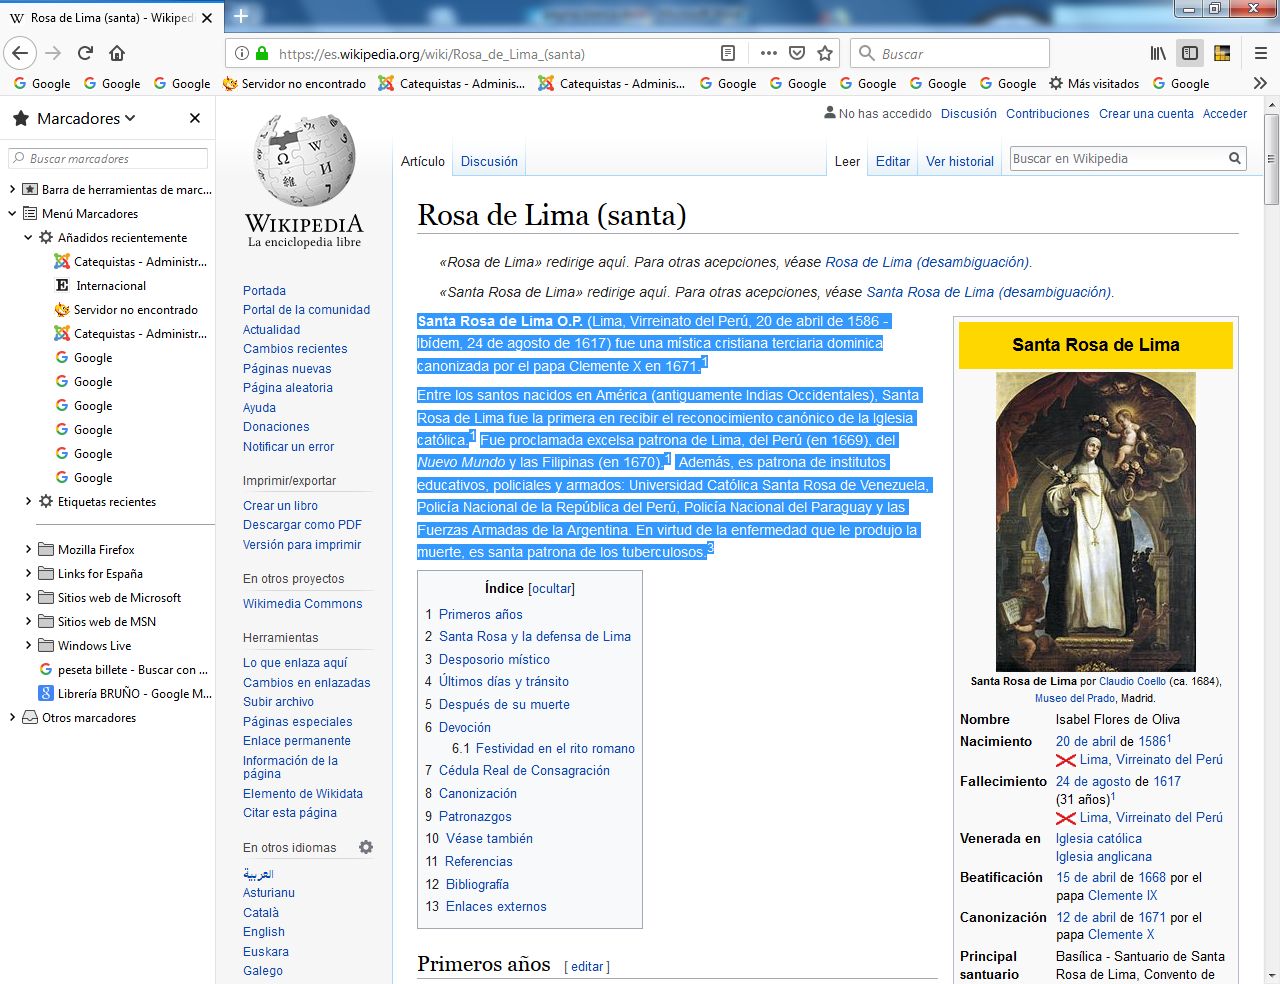 Rosa de Lima (santa) - Wikiped
https://es.wikipedia.org/wiki/Rosa_de_Lima_(santa)
Buscar
Google
Google
Google
Servidor no encontrado
Catequistas - Adminis...
Catequistas - Adminis...
Google
Google
Google
Google
Google
Más visitados
Google
Marcadores
Buscar marcadores
Barra de herramientas de marc...
Menú Marcadores
Añadidos recientemente
Catequistas - Administr...
E Internacional
Servidor no encontrado
Catequistas - Administr...
Google
Google
Google
Google
Google
Google
Etiquetas recientes
Mozilla Firefox
Links for España
Sitios web de Microsoft
Sitios web de MSN
Windows Live
peseta billete - Buscar con ...
Librería BRUÑO - Google M...
Otros marcadores
WIKIPEDIA
La enciclopedia libre
Portada
Portal de la comunidad
Actualidad
Cambios recientes
Páginas nuevas
Página aleatoria
Ayuda
Donaciones
Notificar un error
Imprimir/exportar
Crear un libro
Descargar como PDF
Versión para imprimir
En otros proyectos
Wikimedia Commons
Herramientas
Lo que enlaza aquí
Cambios en enlazadas
Subir archivo
Páginas especiales
Enlace permanente
Información de la
página
Elemento de Wikidata
Citar esta página
En otros idiomas
العربية
Asturianu
Català
English
Euskara
Galego
No has accedido Discusión Contribuciones Crear una cuenta Acceder
Artículo Discusión
Leer Editar Ver historial
Buscar en Wikipedia
Rosa de Lima (santa)
«Rosa de Lima» redirige aquí. Para otras acepciones, véase Rosa de Lima (desambiguación).
«Santa Rosa de Lima» redirige aquí. Para otras acepciones, véase Santa Rosa de Lima (desambiguación).
Santa Rosa de Lima O.P. (Lima, Virreinato del Perú, 20 de abril de 1586 -
Ibídem, 24 de agosto de 1617) fue una mística cristiana terciaria dominica
canonizada por el papa Clemente X en 1671.1
Entre los santos nacidos en América (antiguamente Indias Occidentales), Santa
Rosa de Lima fue la primera en recibir el reconocimiento canónico de la Iglesia
católica.1 Fue proclamada excelsa patrona de Lima, del Perú (en 1669), del
Nuevo Mundo y las Filipinas (en 1670).1 Además, es patrona de institutos
educativos, policiales y armados: Universidad Católica Santa Rosa de Venezuela,
Policía Nacional de la República del Perú, Policía Nacional del Paraguay y las
Fuerzas Armadas de la Argentina. En virtud de la enfermedad que le produjo la
muerte, es santa patrona de los tuberculosos.3
Índice [ocultar]
1 Primeros años
2 Santa Rosa y la defensa de Lima
3 Desposorio místico
4 Últimos días y tránsito
5 Después de su muerte
6 Devoción
6.1 Festividad en el rito romano
7 Cédula Real de Consagración
8 Canonización
9 Patronazgos
10 Véase también
11 Referencias
12 Bibliografía
13 Enlaces externos
Primeros años [ editar ]
Santa Rosa de Lima
Santa Rosa de Lima por Claudio Coello (ca. 1684),
Museo del Prado, Madrid.
Nombre Isabel Flores de Oliva
Nacimiento 20 de abril de 15861
Lima, Virreinato del Perú
Fallecimiento 24 de agosto de 1617
(31 años)1
Lima, Virreinato del Perú
Venerada en Iglesia católica
Iglesia anglicana
Beatificación 15 de abril de 1668 por el
papa Clemente IX
Canonización 12 de abril de 1671 por el
papa Clemente X
Principal Basílica - Santuario de Santa
santuario Rosa de Lima, Convento de